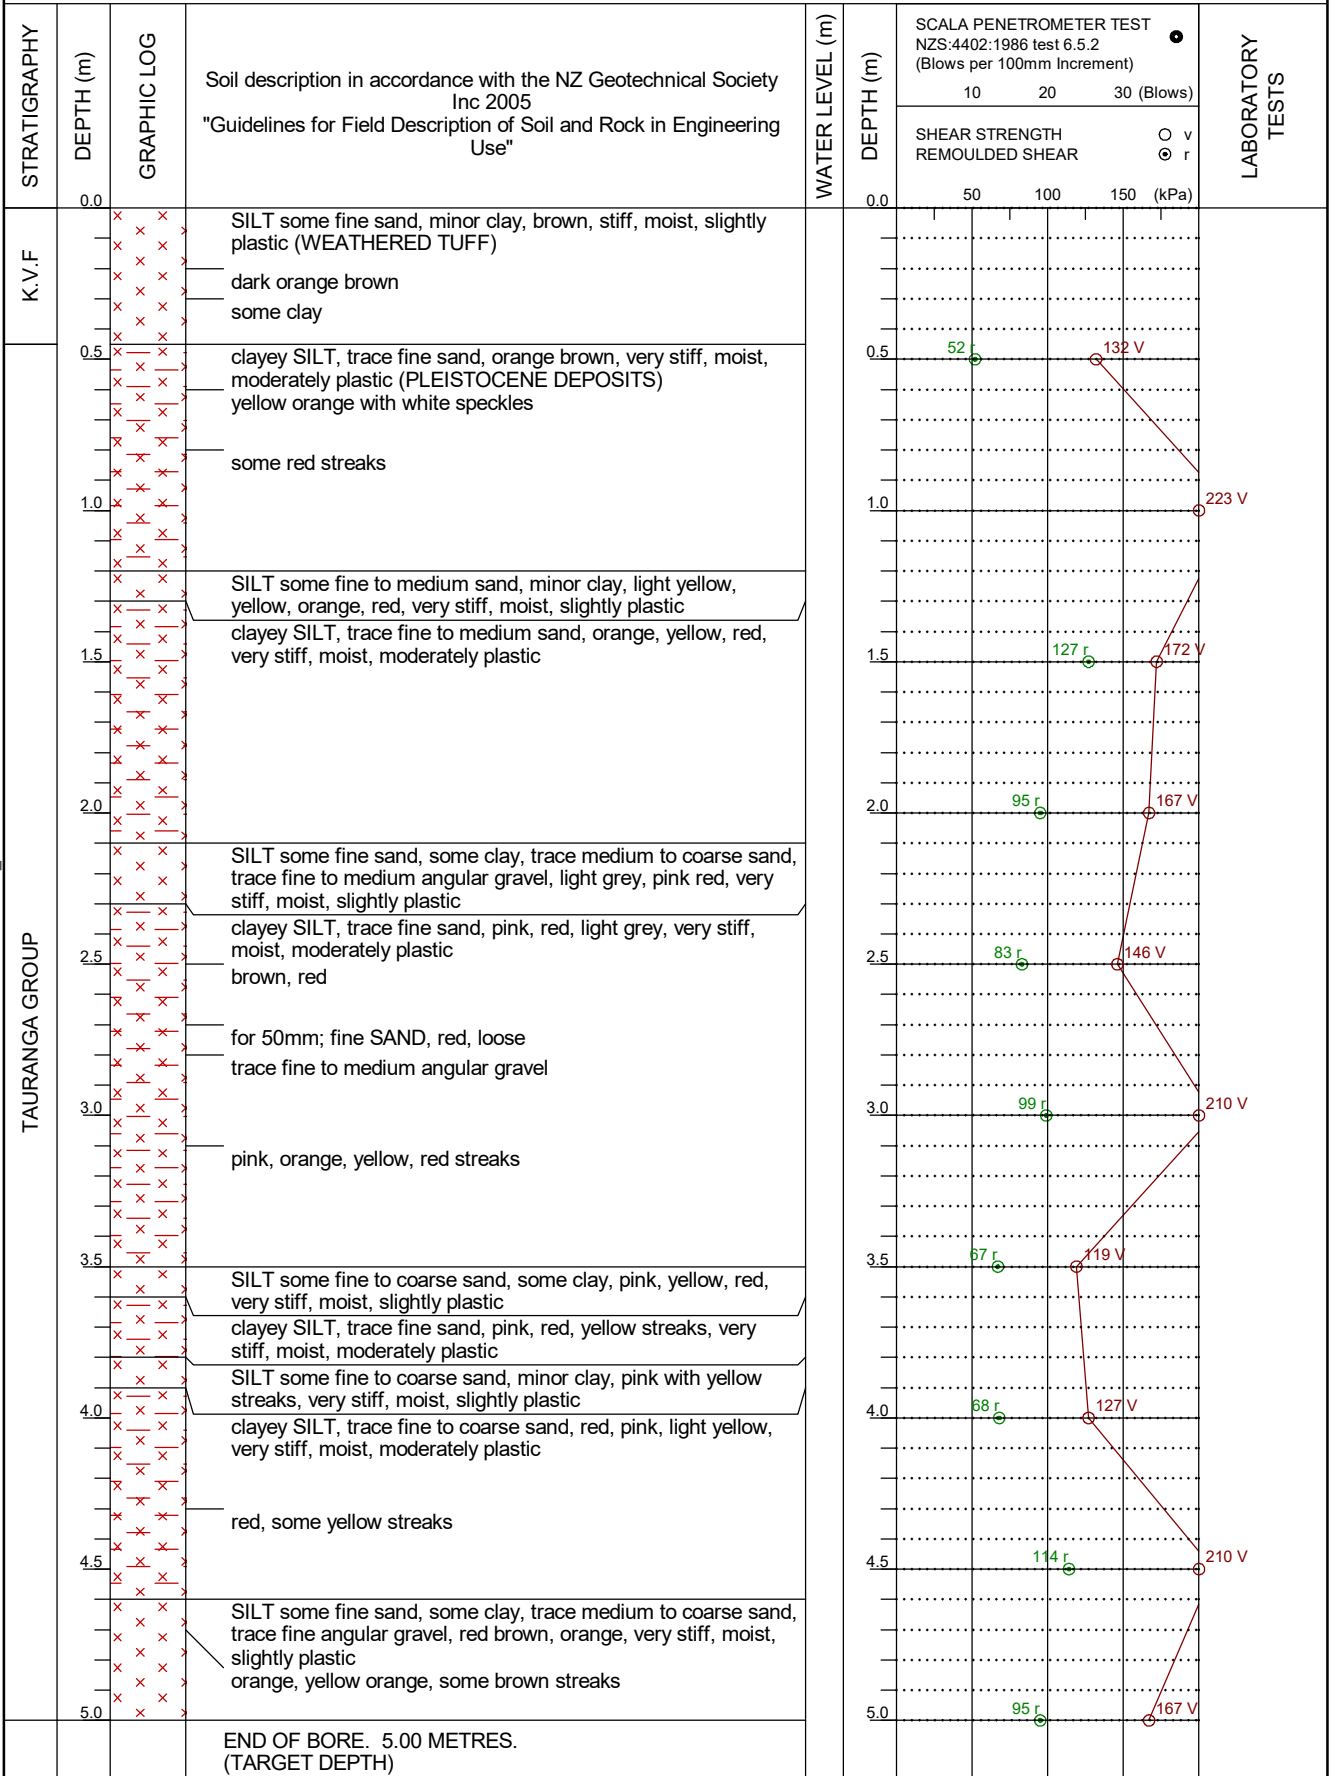 STRATIGRAPHY
DEPTH (m)
GRAPHIC LOG
Soil description in accordance with the NZ Geotechnical Society
Inc 2005
"Guidelines for Field Description of Soil and Rock in Engineering
Use"
WATER LEVEL (m)
DEPTH (m)
SCALA PENETROMETER TEST
NZS:4402:1986 test 6.5.2
(Blows per 100mm Increment)
10 20 30 (Blows)
SHEAR STRENGTH v
REMOULDED SHEAR r
50 100 150 (kPa)
LABORATORY
TESTS
0.0
0.0
K.V.F
SILT some fine sand, minor clay, brown, stiff, moist, slightly
plastic (WEATHERED TUFF)
dark orange brown
some clay
TAURANGA GROUP
0.5
clayey SILT, trace fine sand, orange brown, very stiff, moist,
moderately plastic (PLEISTOCENE DEPOSITS)
yellow orange with white speckles
some red streaks
0.5
52 r
132 V
1.0
1.0
223 V
SILT some fine to medium sand, minor clay, light yellow,
yellow, orange, red, very stiff, moist, slightly plastic
clayey SILT, trace fine to medium sand, orange, yellow, red,
very stiff, moist, moderately plastic
1.5
1.5
127 r
172 V
2.0
2.0
95 r
167 V
SILT some fine sand, some clay, trace medium to coarse sand,
trace fine to medium angular gravel, light grey, pink red, very
stiff, moist, slightly plastic
clayey SILT, trace fine sand, pink, red, light grey, very stiff,
moist, moderately plastic
2.5
brown, red
2.5
83 r
146 V
for 50mm; fine SAND, red, loose
trace fine to medium angular gravel
3.0
3.0
99 r
210 V
pink, orange, yellow, red streaks
3.5
3.5
67 r
119 V
SILT some fine to coarse sand, some clay, pink, yellow, red,
very stiff, moist, slightly plastic
clayey SILT, trace fine sand, pink, red, yellow streaks, very
stiff, moist, moderately plastic
SILT some fine to coarse sand, minor clay, pink with yellow
streaks, very stiff, moist, slightly plastic
4.0
4.0
68 r
127 V
clayey SILT, trace fine to coarse sand, red, pink, light yellow,
very stiff, moist, moderately plastic
red, some yellow streaks
4.5
4.5
114 r
210 V
SILT some fine sand, some clay, trace medium to coarse sand,
trace fine angular gravel, red brown, orange, very stiff, moist,
slightly plastic
orange, yellow orange, some brown streaks
5.0
5.0
95 r
167 V
END OF BORE. 5.00 METRES.
(TARGET DEPTH)